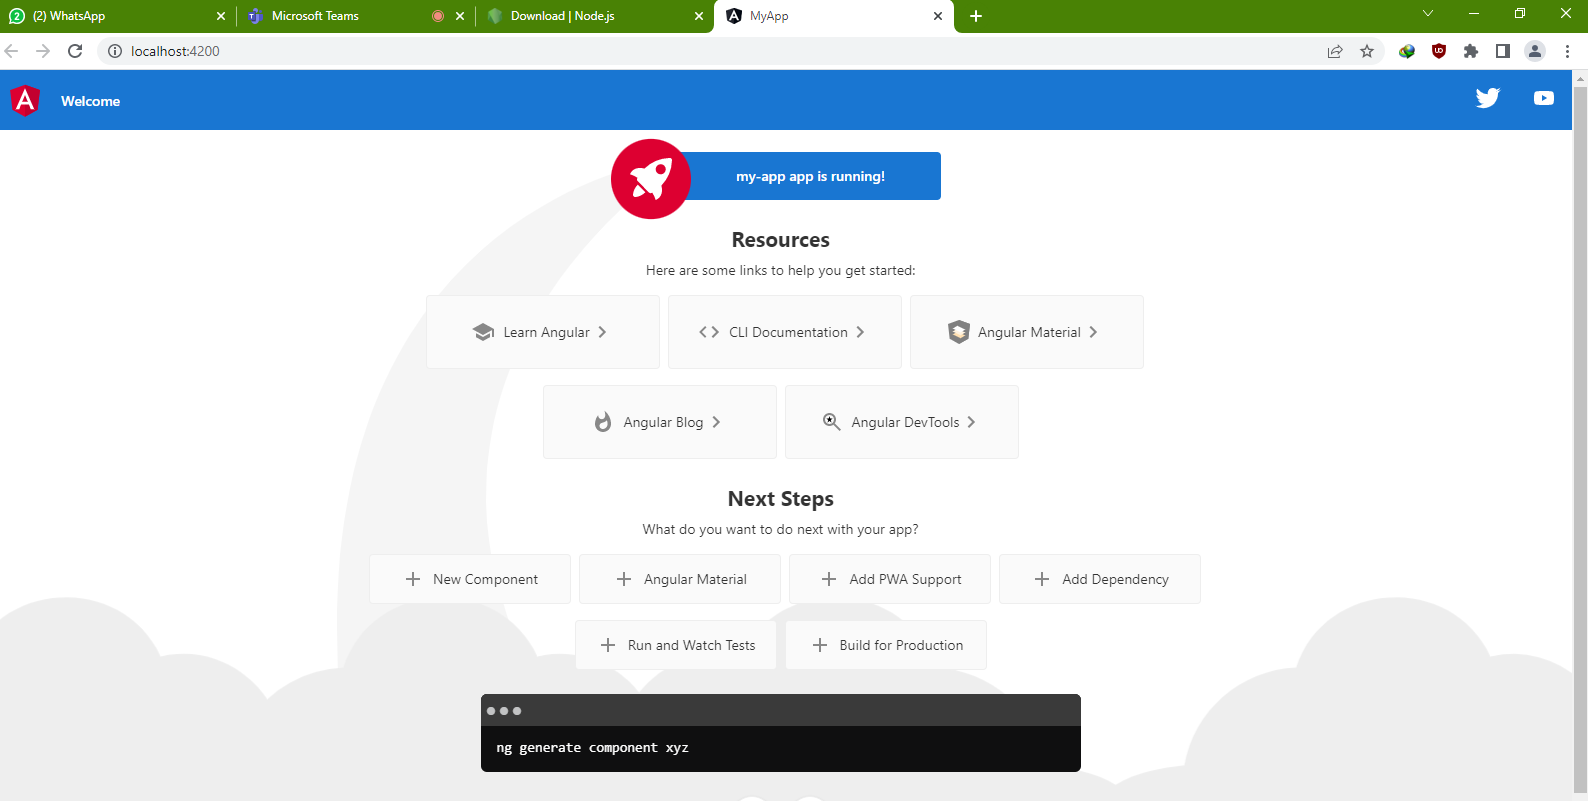 (2) WhatsApp
Microsoft Teams
Download | Node.js
MyApp
localhost:4200
Welcome
my-app app is running!
Resources
Here are some links to help you get started:
Learn Angular
CLI Documentation
Angular Material
Angular Blog
Angular DevTools
Next Steps
What do you want to do next with your app?
New Component
Angular Material
Add PWA Support
Add Dependency
Run and Watch Tests
Build for Production
ng generate component xyz